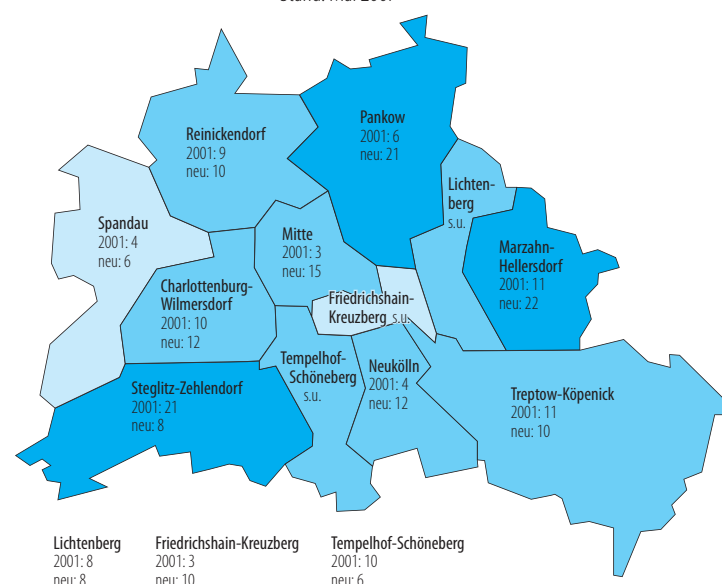 Pankow
2001: 6
neu: 21
Reinickendorf
2001: 9
neu: 10
Lichten-
berg
s.u.
Spandau
2001: 4
neu: 6
Mitte
2001: 3
neu: 15
Marzahn-
Hellersdorf
2001: 11
neu: 22
Charlottenburg-
Wilmersdorf
2001: 10
neu: 12
Friedrichshain-
Kreuzberg s.u.
Tempelhof-
Schöneberg
s.u.
Neukölln
2001: 4
neu: 12
Steglitz-Zehlendorf
2001: 21
neu: 8
Treptow-Köpenick
2001: 11
neu: 10
Lichtenberg
2001: 8
neu: 8
Friedrichshain-Kreuzberg
2001: 3
neu: 10
Tempelhof-Schöneberg
2001: 10
neu: 6